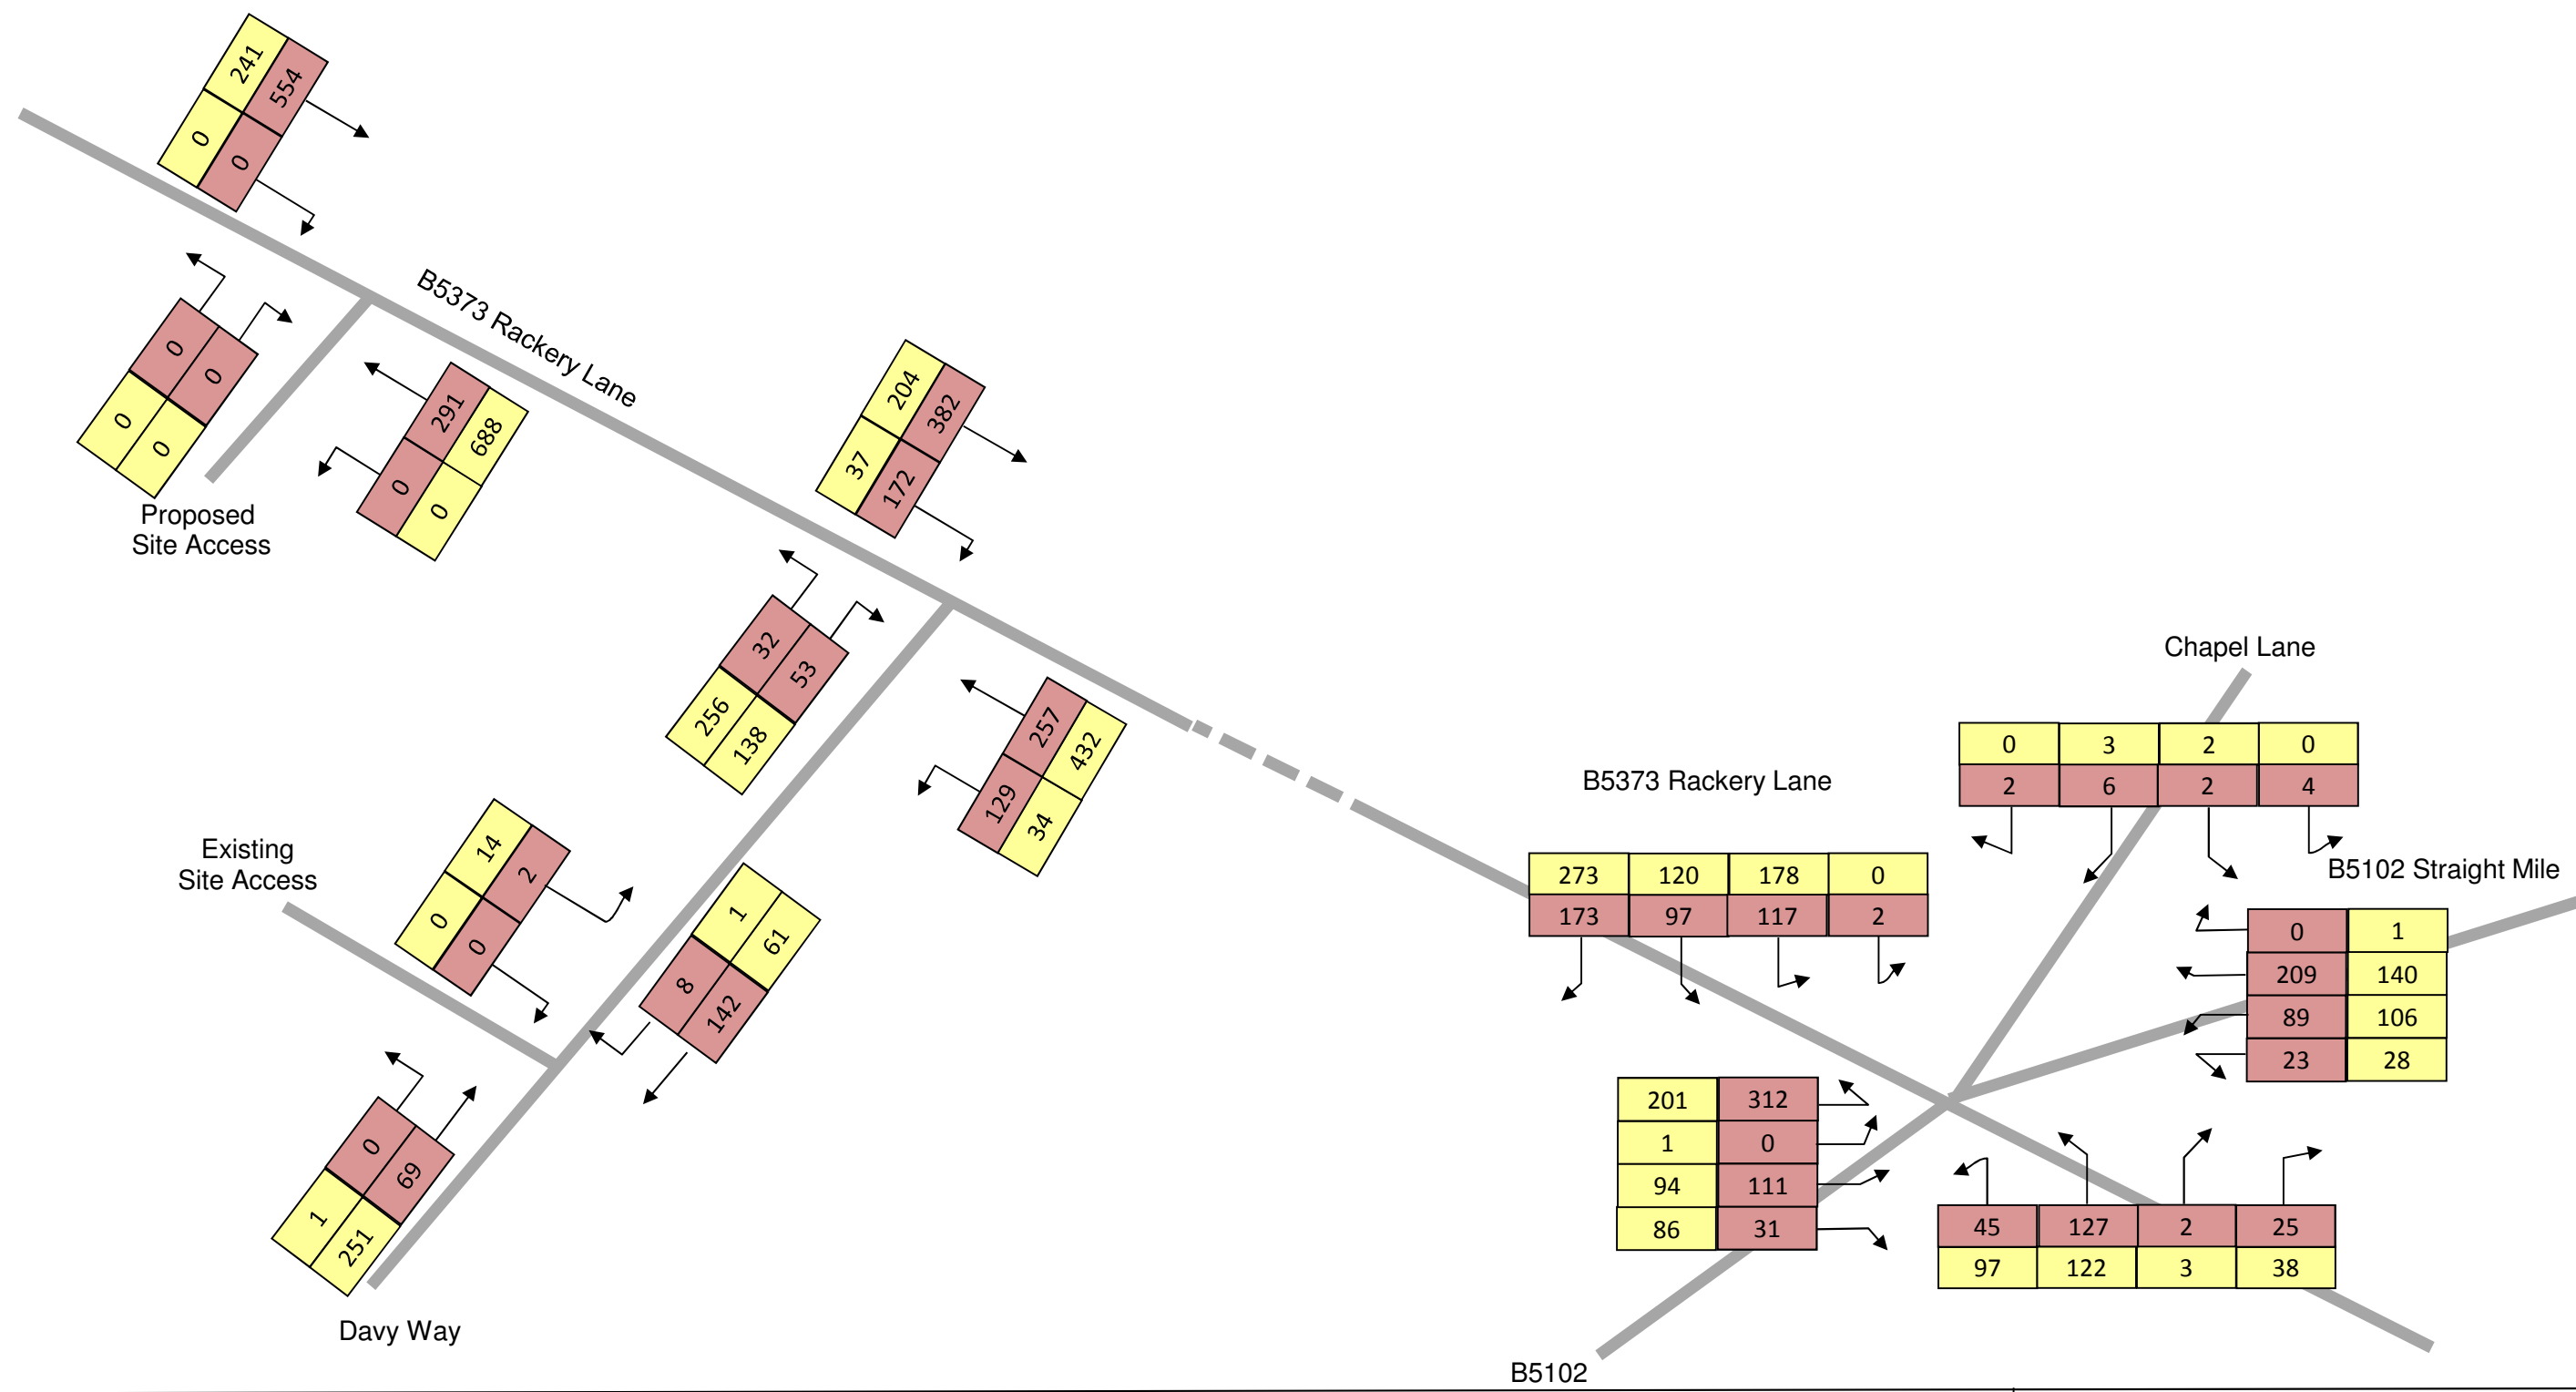 241
554
0
0
B5373 Rackery Lane
0
0
0
0
Proposed
Site Access
291
688
0
0
204
382
37
172
32
53
256
138
257
432
129
34
Existing
Site Access
14
2
0
0
1
61
8
142
0
69
1
251
Davy Way
B5373 Rackery Lane
273 120 178 0
173 97 117 2
Chapel Lane
0 3 2 0
2 6 2 4
B5102 Straight Mile
0 1
209 140
89 106
23 28
201 312
1 0
94 111
86 31
45 127 2 25
97 122 3 38
B5102